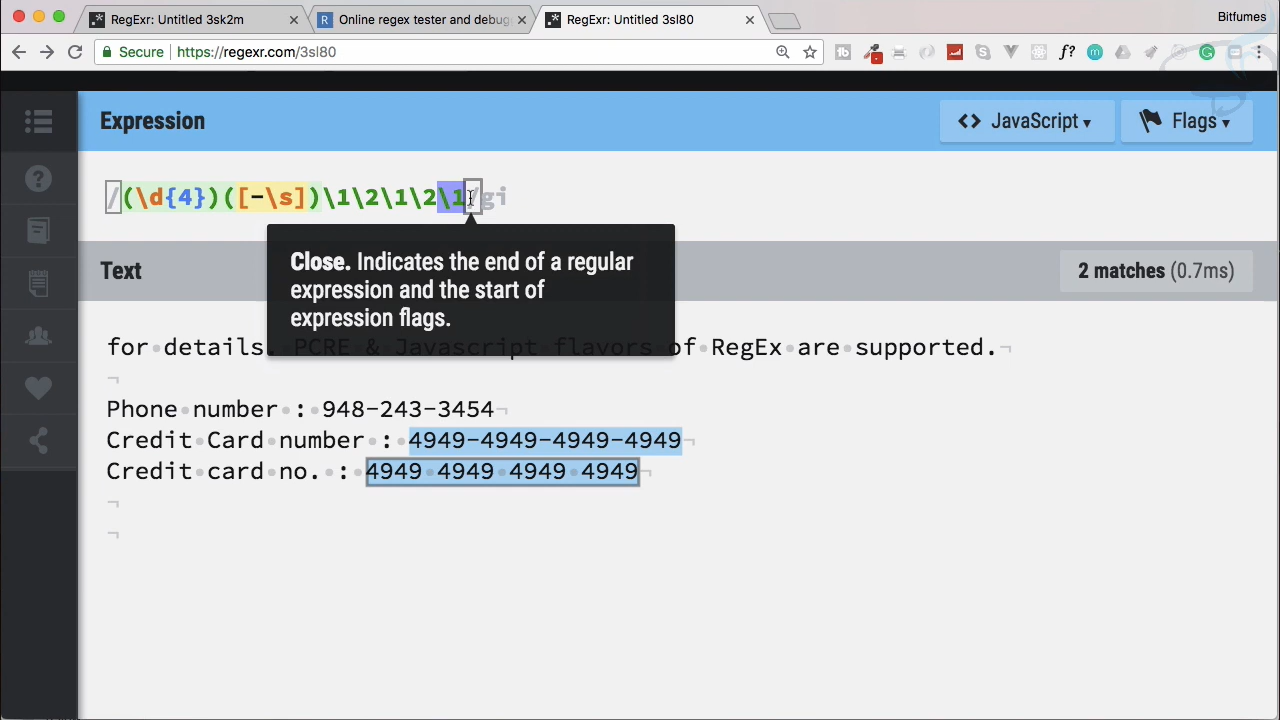 RegExr: Untitled 3sk2m
Online regex tester and debug
RegExr: Untitled 3sl80
Bitfumes
Secure https://regexr.com/3sl80
Expression
<> JavaScript
Flags
/(\d{4})([-\s])\1\2\1\2\1/gi
Close. Indicates the end of a regular
expression and the start of
expression flags.
Text
2 matches (0.7ms)
for details. PCRE & Javascript flavors of RegEx are supported.
Phone number : 948-243-3454
Credit Card number : 4949-4949-4949-4949
Credit card no. : 4949 4949 4949 4949